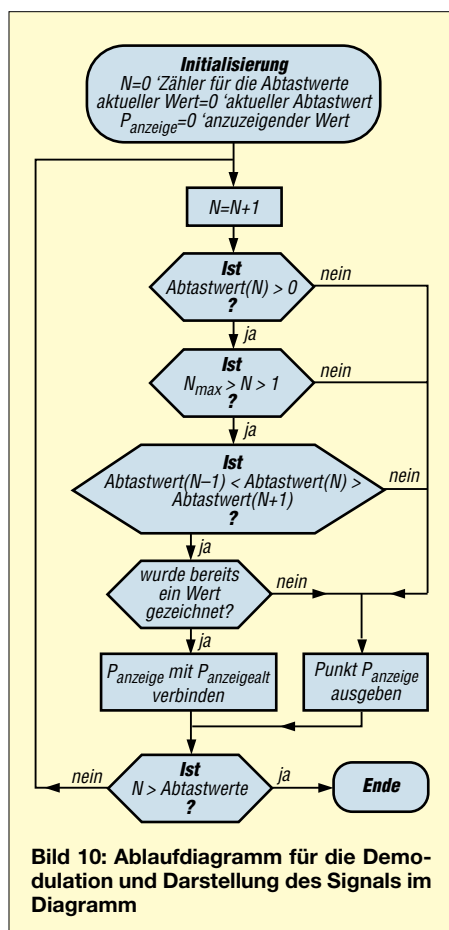 Initialisierung
N=0 ‘Zähler für die Abtastwerte
aktueller Wert=0 ‘aktueller Abtastwert
Panzeige=0 ‘anzuzeigender Wert
N=N+1
Ist
Abtastwert(N) > 0
?
nein
ja
Ist
Nmax > N > 1
?
nein
ja
Ist
Abtastwert(N–1) < Abtastwert(N) >
Abtastwert(N+1)
?
nein
ja
wurde bereits
ein Wert
gezeichnet?
nein
ja
Panzeige mit Panzeigealt
verbinden
Punkt Panzeige
ausgeben
nein
Ist
N > Abtastwerte
?
ja
Ende
Bild 10: Ablaufdiagramm für die Demo-
dulation und Darstellung des Signals im
Diagramm